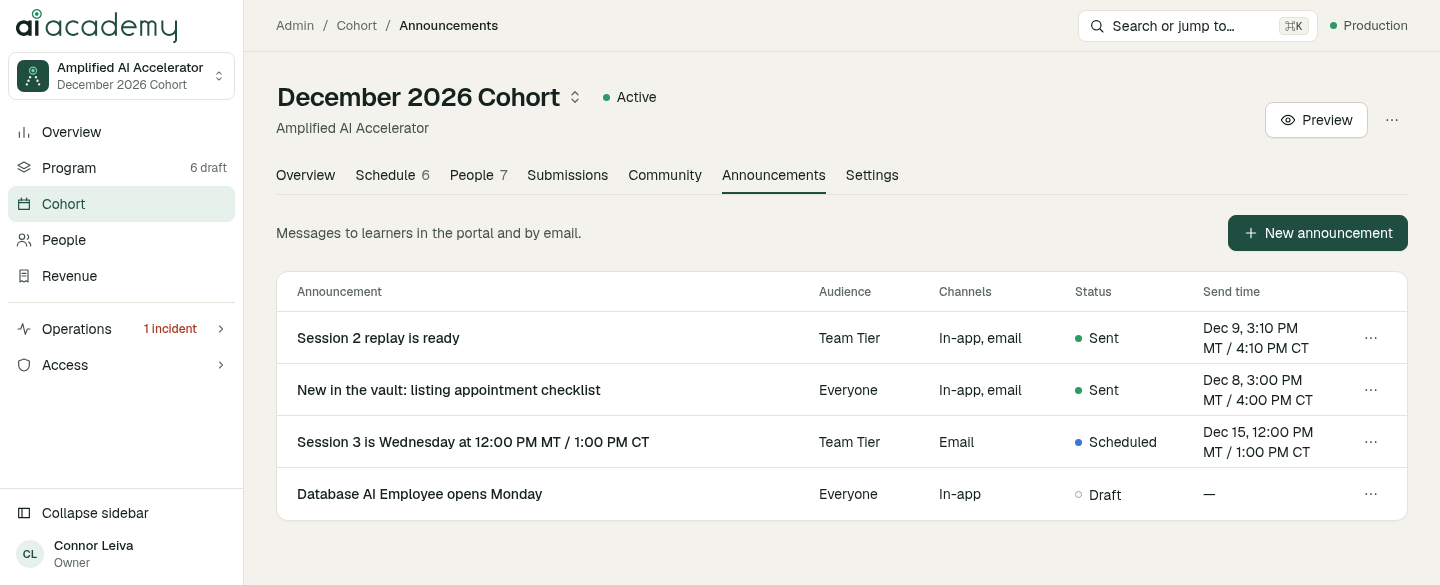 ai academy
Amplified AI Accelerator
December 2026 Cohort
Overview
Program 6 draft
Cohort
People
Revenue
Operations 1 incident
Access
Collapse sidebar
CL
Connor Leiva
Owner
Admin / Cohort / Announcements
Search or jump to... ⌘K
Production
December 2026 Cohort
Active
Amplified AI Accelerator
Preview
Overview Schedule 6 People 7 Submissions Community Announcements Settings
Messages to learners in the portal and by email.
New announcement
Announcement Audience Channels Status Send time
Session 2 replay is ready Team Tier In-app, email Sent Dec 9, 3:10 PM
MT / 4:10 PM CT
New in the vault: listing appointment checklist Everyone In-app, email Sent Dec 8, 3:00 PM
MT / 4:00 PM CT
Session 3 is Wednesday at 12:00 PM MT / 1:00 PM CT Team Tier Email Scheduled Dec 15, 12:00 PM
MT / 1:00 PM CT
Database AI Employee opens Monday Everyone In-app Draft —